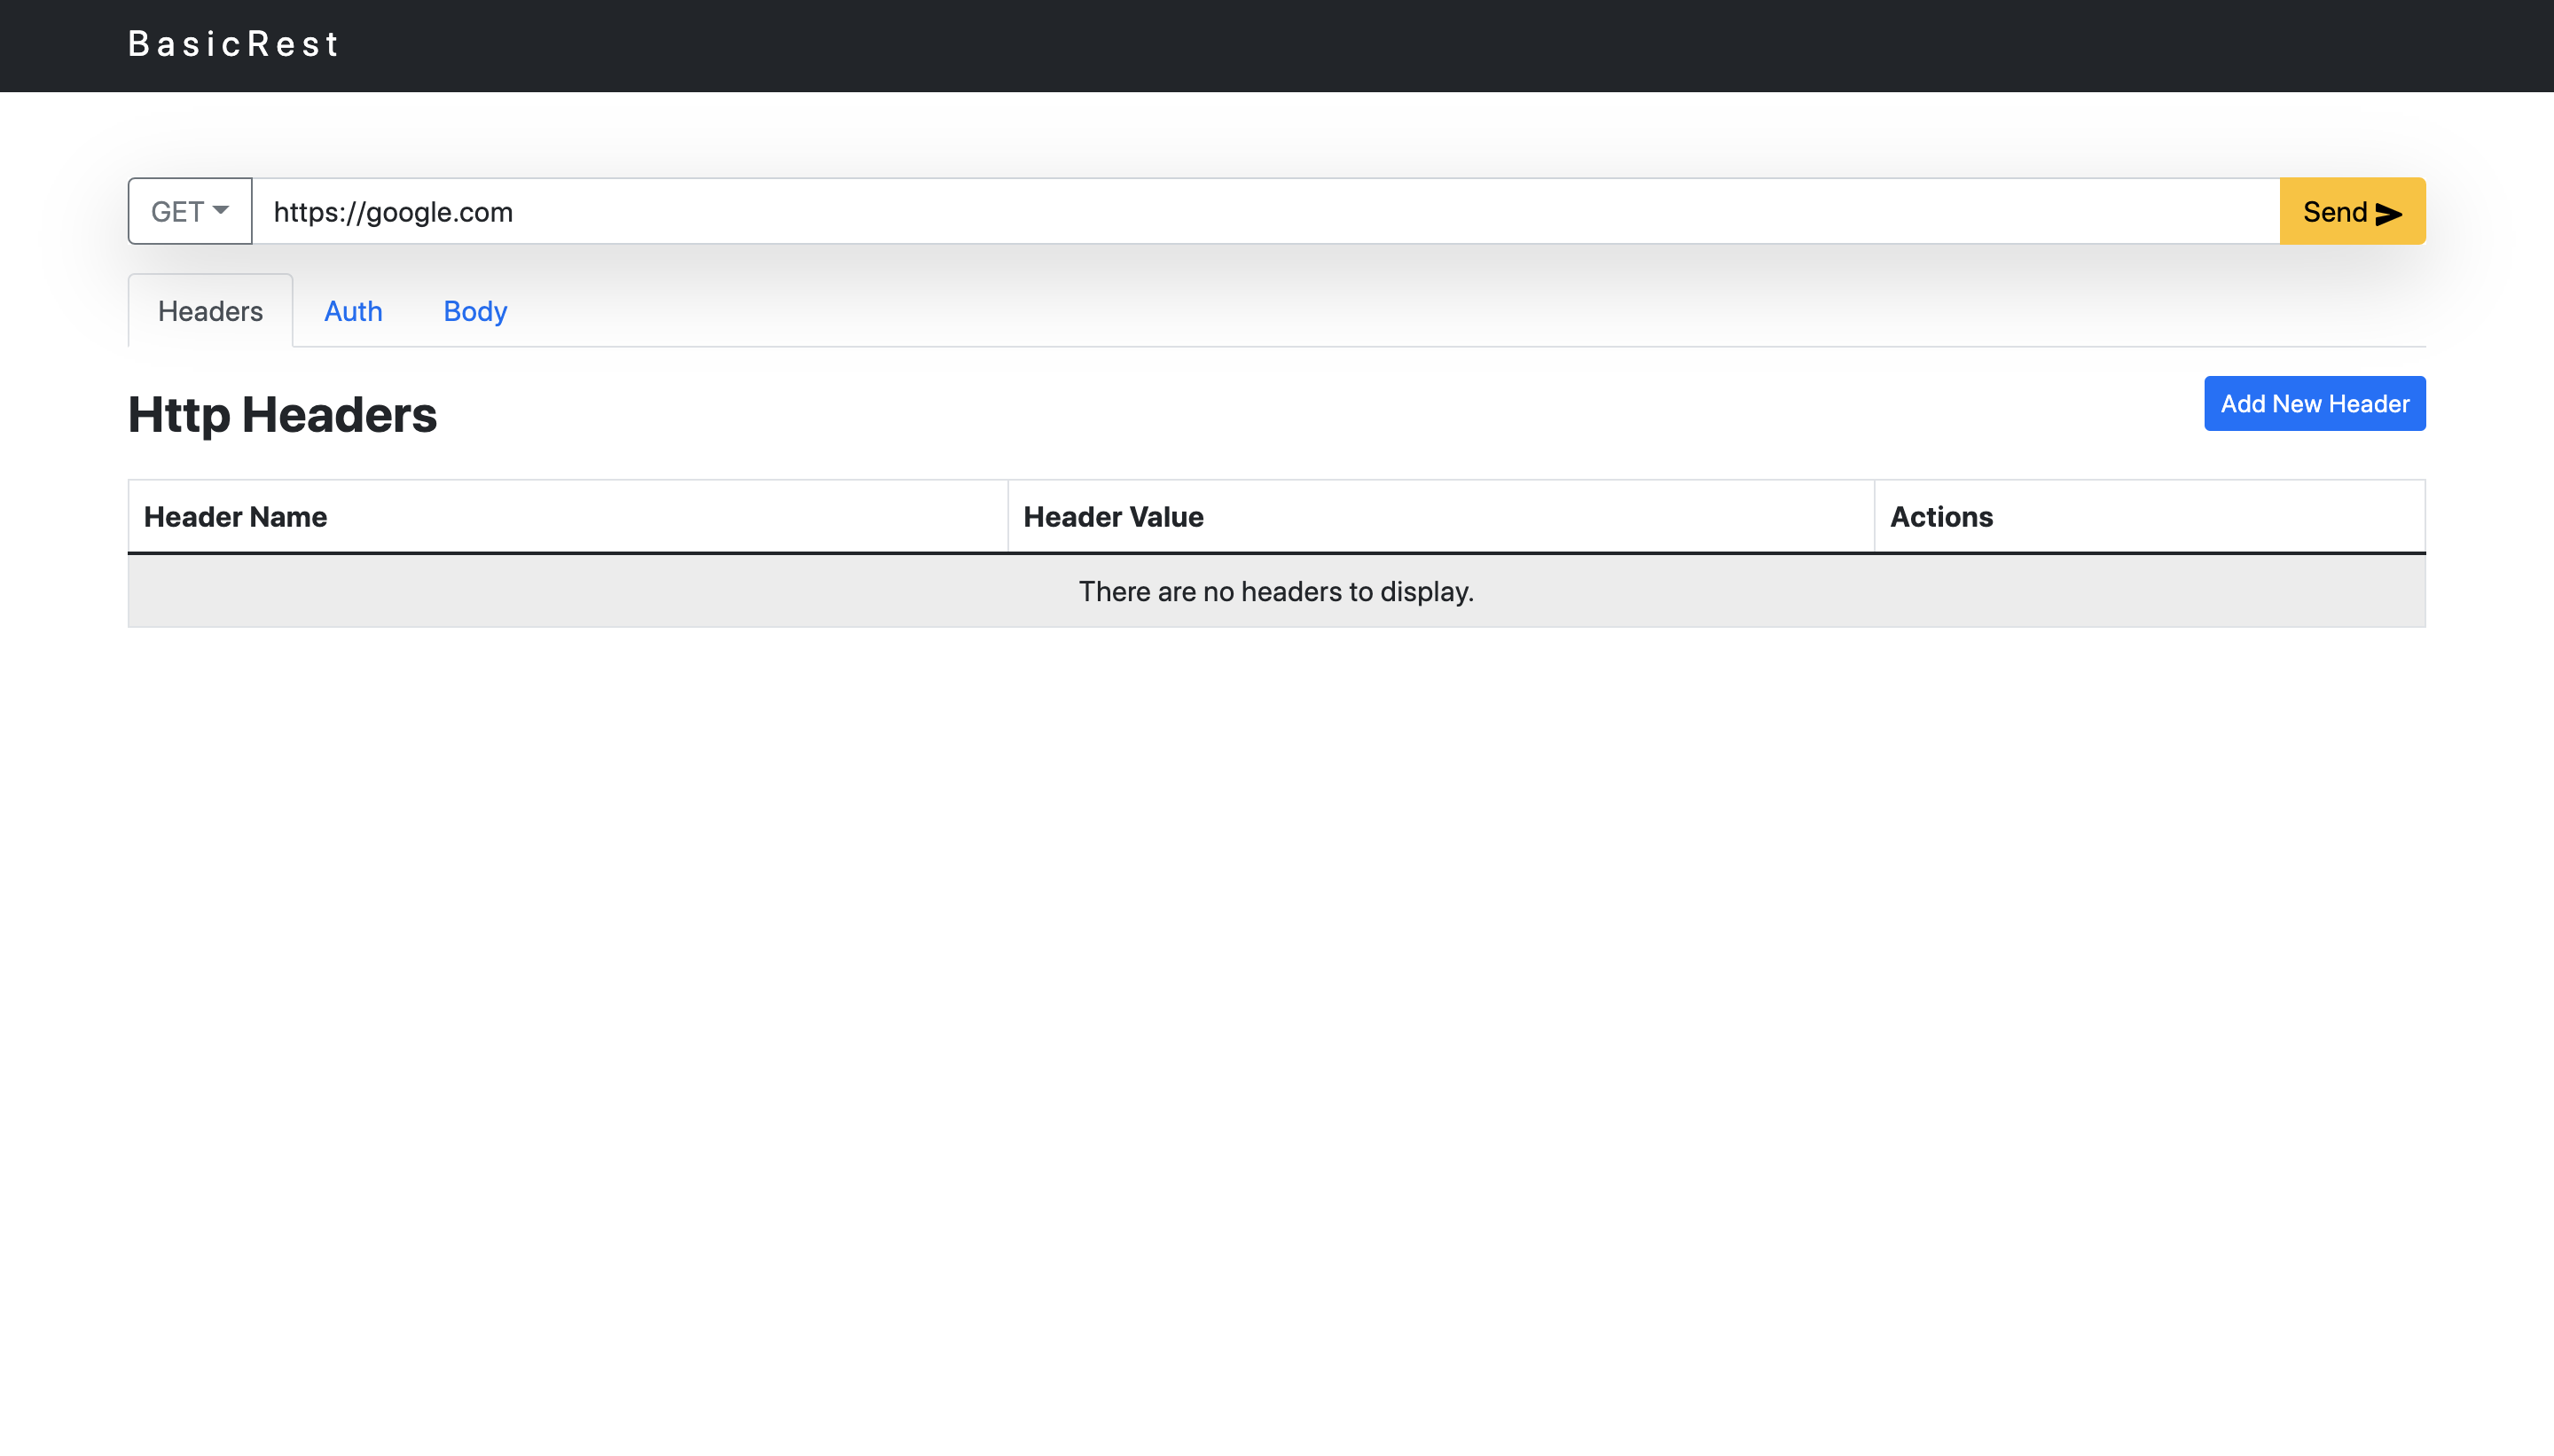 BasicRest
GET https://google.com Send
Headers Auth Body
Http Headers Add New Header
Header Name Header Value Actions
There are no headers to display.